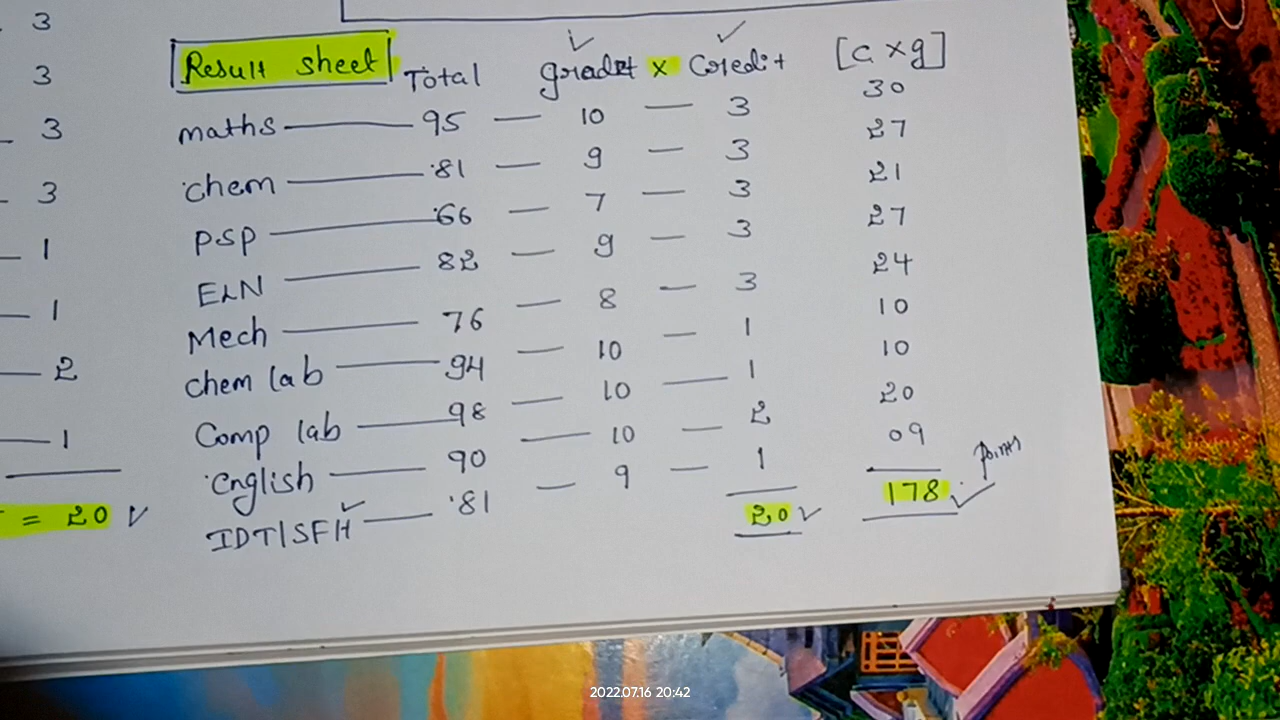 3
3
3
3
1
1
2
1
= 20 ✓
Result sheet Total grade x Credit [c x g]
maths — 95 — 10 — 3 30
chem — 81 — 9 — 3 27
PSP — 66 — 7 — 3 21
ELN — 82 — 9 — 3 27
Mech — 76 — 8 — 3 24
chem lab — 94 — 10 — 1 10
Comp lab — 98 — 10 — 1 10
English — 90 — 10 — 2 20
IDT/SFH — 81 — 9 — 1 09
20 ✓ 178 ✓ points
2022.07.16 20:42